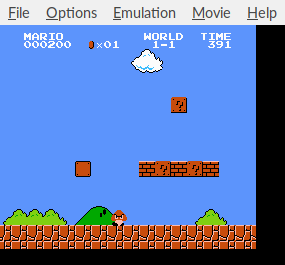 File Options Emulation Movie Help
MARIO WORLD TIME
000200 ×01 1-1 391
?
? ?